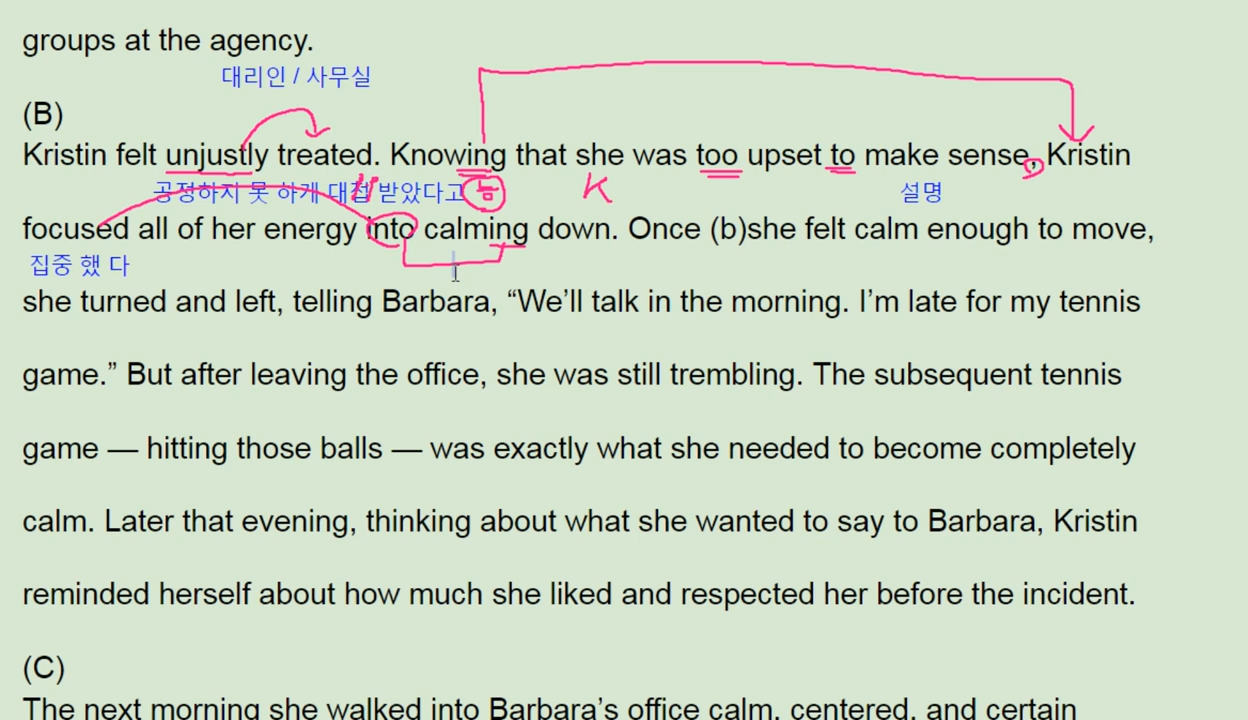 groups at the agency.
대리인 / 사무실
(B)
Kristin felt unjustly treated. Knowing that she was too upset to make sense, Kristin
공정하지 못 하게 대접 받았다고 능 K 설명
focused all of her energy into calming down. Once (b)she felt calm enough to move,
집중 했 다
she turned and left, telling Barbara, “We’ll talk in the morning. I’m late for my tennis
game.” But after leaving the office, she was still trembling. The subsequent tennis
game — hitting those balls — was exactly what she needed to become completely
calm. Later that evening, thinking about what she wanted to say to Barbara, Kristin
reminded herself about how much she liked and respected her before the incident.
(C)
The next morning she walked into Barbara’s office calm, centered, and certain